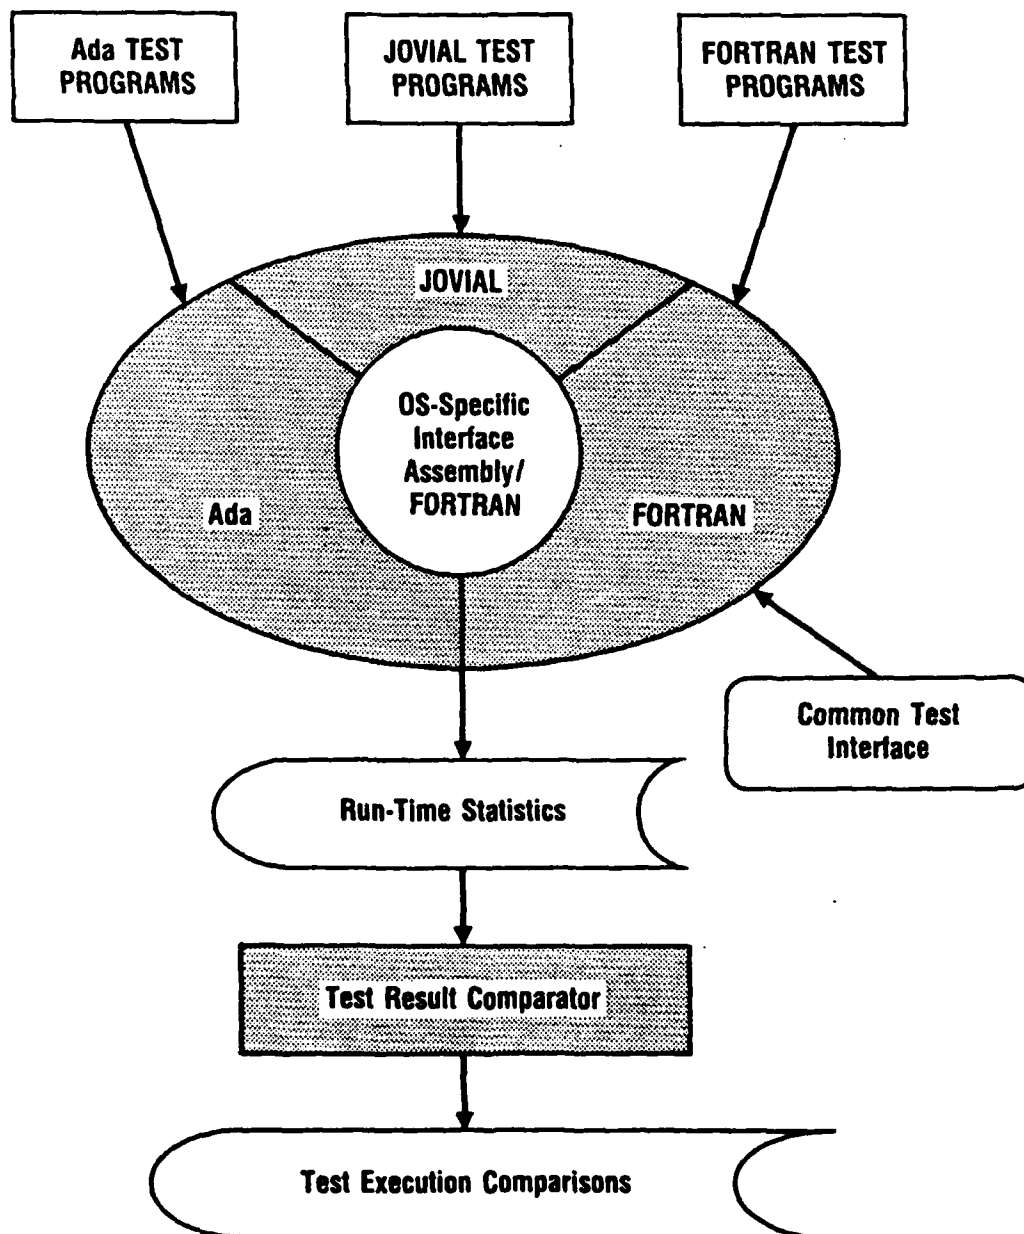 Ada TEST
PROGRAMS
JOVIAL TEST
PROGRAMS
FORTRAN TEST
PROGRAMS
JOVIAL
OS-Specific
Interface
Assembly/
FORTRAN
Ada
FORTRAN
Common Test
Interface
Run-Time Statistics
Test Result Comparator
Test Execution Comparisons